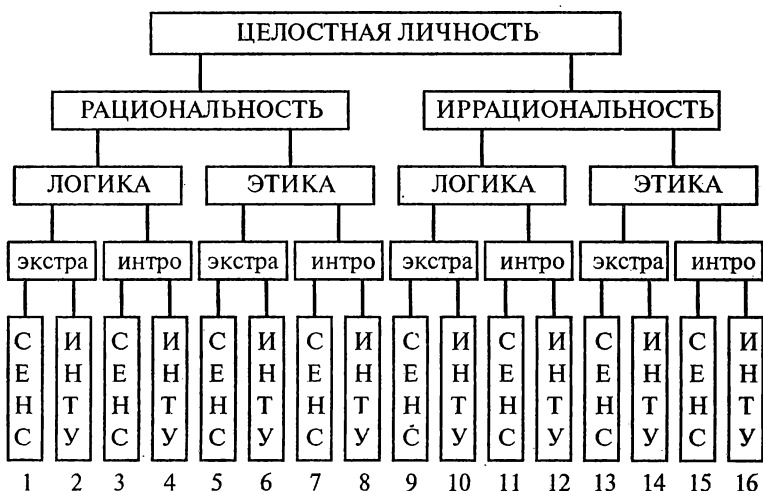 ЦЕЛОСТНАЯ ЛИЧНОСТЬ
РАЦИОНАЛЬНОСТЬ ИРРАЦИОНАЛЬНОСТЬ
ЛОГИКА ЭТИКА ЛОГИКА ЭТИКА
экстра интро экстра интро экстра интро экстра интро
СЕНС ИНТУ СЕНС ИНТУ СЕНС ИНТУ СЕНС ИНТУ СЕНС ИНТУ СЕНС ИНТУ СЕНС ИНТУ СЕНС ИНТУ
1 2 3 4 5 6 7 8 9 10 11 12 13 14 15 16